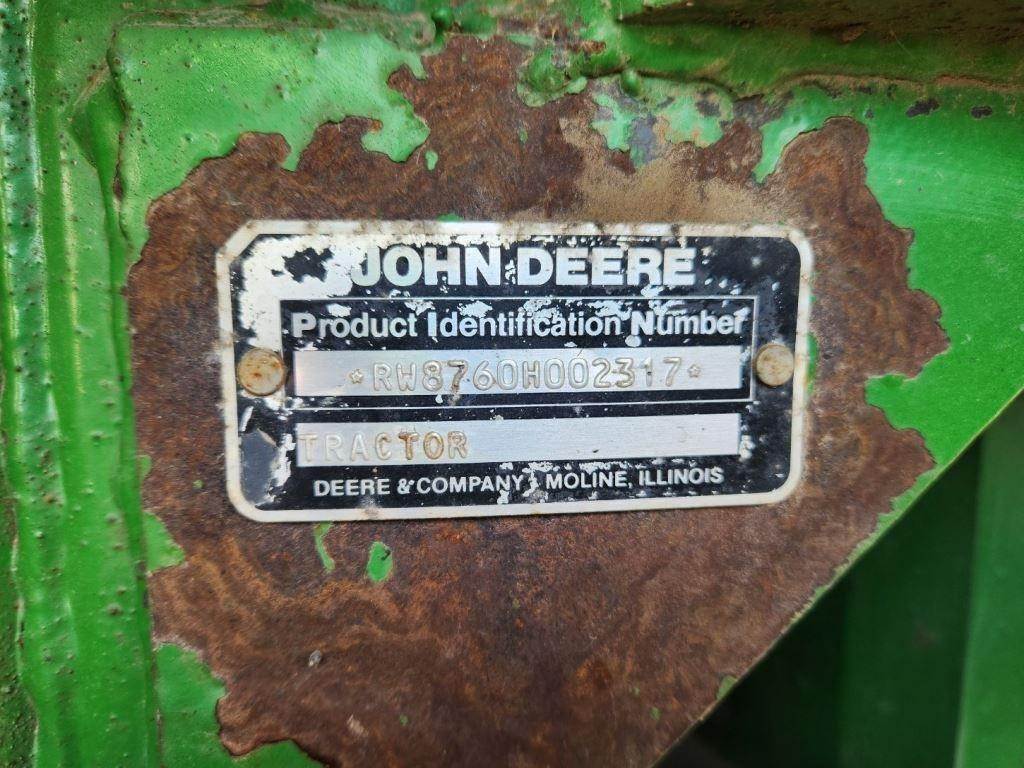 JOHN DEERE
Product Identification Number
*RW8760H002317*
TRACTOR
DEERE & COMPANY MOLINE, ILLINOIS